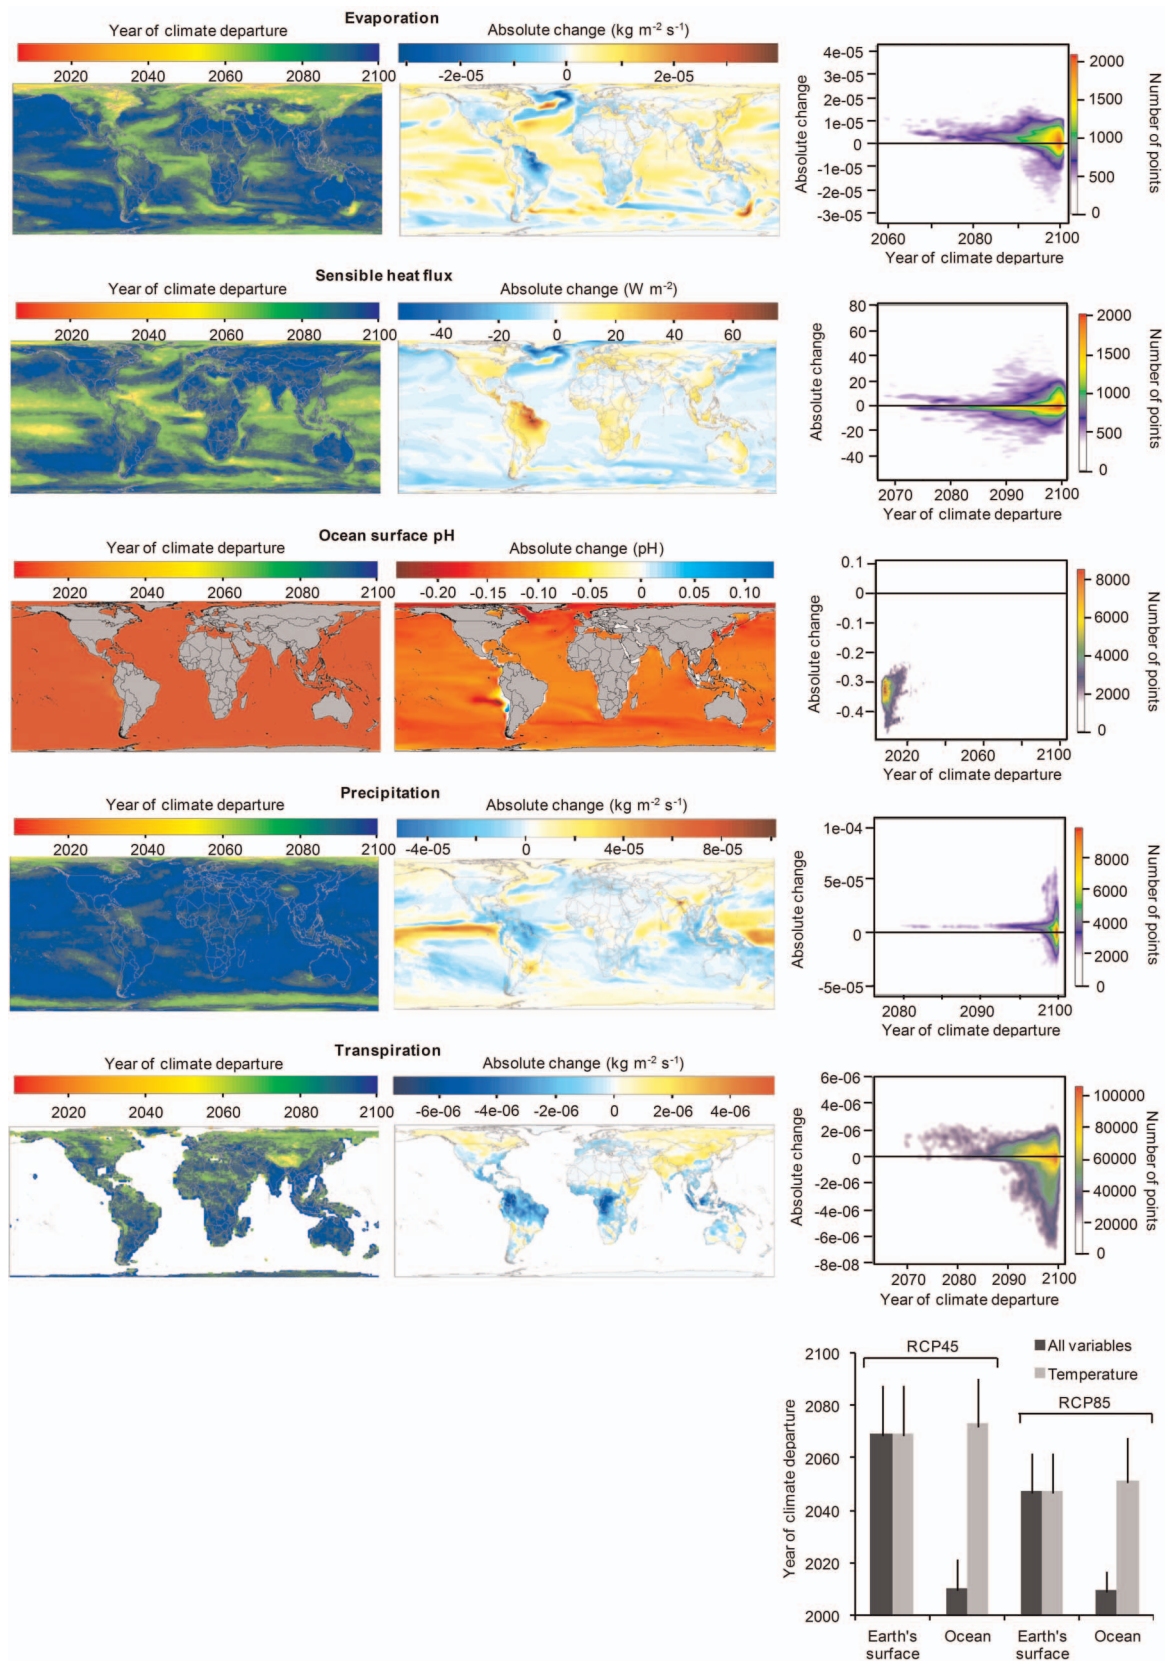 Evaporation
Year of climate departure
Absolute change (kg m⁻² s⁻¹)
2020 2040 2060 2080 2100
-2e-05 0 2e-05
Absolute change
4e-05
3e-05
2e-05
1e-05
0
-1e-05
-2e-05
-3e-05
2060 2080 2100
Year of climate departure
2000
1500
1000
500
0
Number of points
Sensible heat flux
Year of climate departure
Absolute change (W m⁻²)
2020 2040 2060 2080 2100
-40 -20 0 20 40 60
Absolute change
80
60
40
20
0
-20
-40
2070 2080 2090 2100
Year of climate departure
2000
1500
1000
500
0
Number of points
Ocean surface pH
Year of climate departure
Absolute change (pH)
2020 2040 2060 2080 2100
-0.20 -0.15 -0.10 -0.05 0 0.05 0.10
Absolute change
0.1
0
-0.1
-0.2
-0.3
-0.4
2020 2060 2100
Year of climate departure
8000
6000
4000
2000
0
Number of points
Precipitation
Year of climate departure
Absolute change (kg m⁻² s⁻¹)
2020 2040 2060 2080 2100
-4e-05 0 4e-05 8e-05
Absolute change
1e-04
5e-05
0
-5e-05
2080 2090 2100
Year of climate departure
8000
6000
4000
2000
0
Number of points
Transpiration
Year of climate departure
Absolute change (kg m⁻² s⁻¹)
2020 2040 2060 2080 2100
-6e-06 -4e-06 -2e-06 0 2e-06 4e-06
Absolute change
6e-06
4e-06
2e-06
0
-2e-06
-4e-06
-6e-06
-8e-08
2070 2080 2090 2100
Year of climate departure
100000
80000
60000
40000
20000
0
Number of points
Year of climate departure
2100
2080
2060
2040
2020
2000
RCP45
All variables
Temperature
RCP85
Earth's surface
Ocean
Earth's surface
Ocean